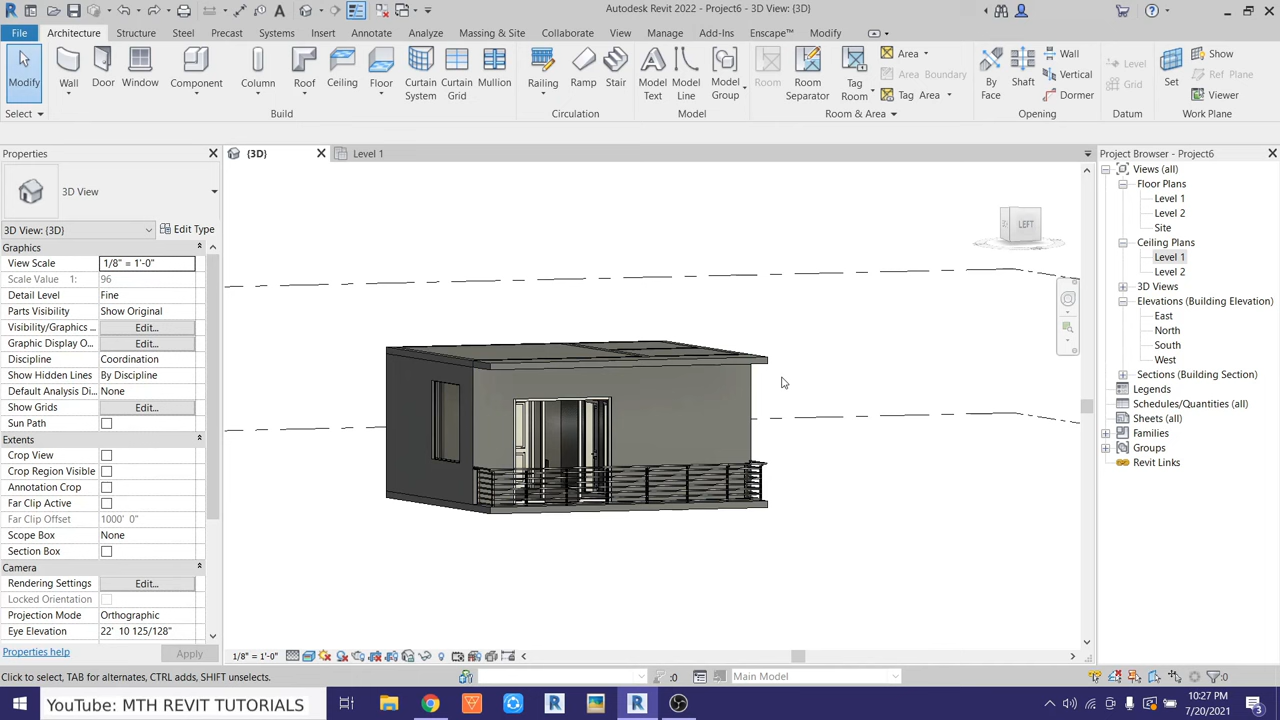 Autodesk Revit 2022 - Project6 - 3D View: {3D}
File Architecture Structure Steel Precast Systems Insert Annotate Analyze Massing & Site Collaborate View Manage Add-Ins Enscape™ Modify
Modify Wall Door Window Component Column Roof Ceiling Floor Curtain System Curtain Grid Mullion Railing Ramp Stair Model Text Model Line Model Group Room Room Separator Tag Room
Area
Area Boundary
Tag Area
By Face Shaft
Wall
Vertical
Dormer
Level
Grid
Set
Show
Ref Plane
Viewer
Select Build Circulation Model Room & Area Opening Datum Work Plane
Properties
(3D)
Level 1
Project Browser - Project6
3D View
3D View: {3D}
Edit Type
Graphics
View Scale 1/8" = 1'-0"
Scale Value 1: 96
Detail Level Fine
Parts Visibility Show Original
Visibility/Graphics ... Edit...
Graphic Display O... Edit...
Discipline Coordination
Show Hidden Lines By Discipline
Default Analysis Di... None
Show Grids Edit...
Sun Path
Extents
Crop View
Crop Region Visible
Annotation Crop
Far Clip Active
Far Clip Offset 1000' 0"
Scope Box None
Section Box
Camera
Rendering Settings Edit...
Locked Orientation
Projection Mode Orthographic
Eye Elevation 22' 10 125/128"
Properties help
Apply
LEFT
Views (all)
Floor Plans
Level 1
Level 2
Site
Ceiling Plans
Level 1
Level 2
3D Views
Elevations (Building Elevation)
East
North
South
West
Sections (Building Section)
Legends
Schedules/Quantities (all)
Sheets (all)
Families
Groups
Revit Links
1/8" = 1'-0"
Click to select, TAB for alternates, CTRL adds, SHIFT unselects.
:0
Main Model
:0
YouTube: MTH REVIT TUTORIALS
10:27 PM
7/20/2021
3